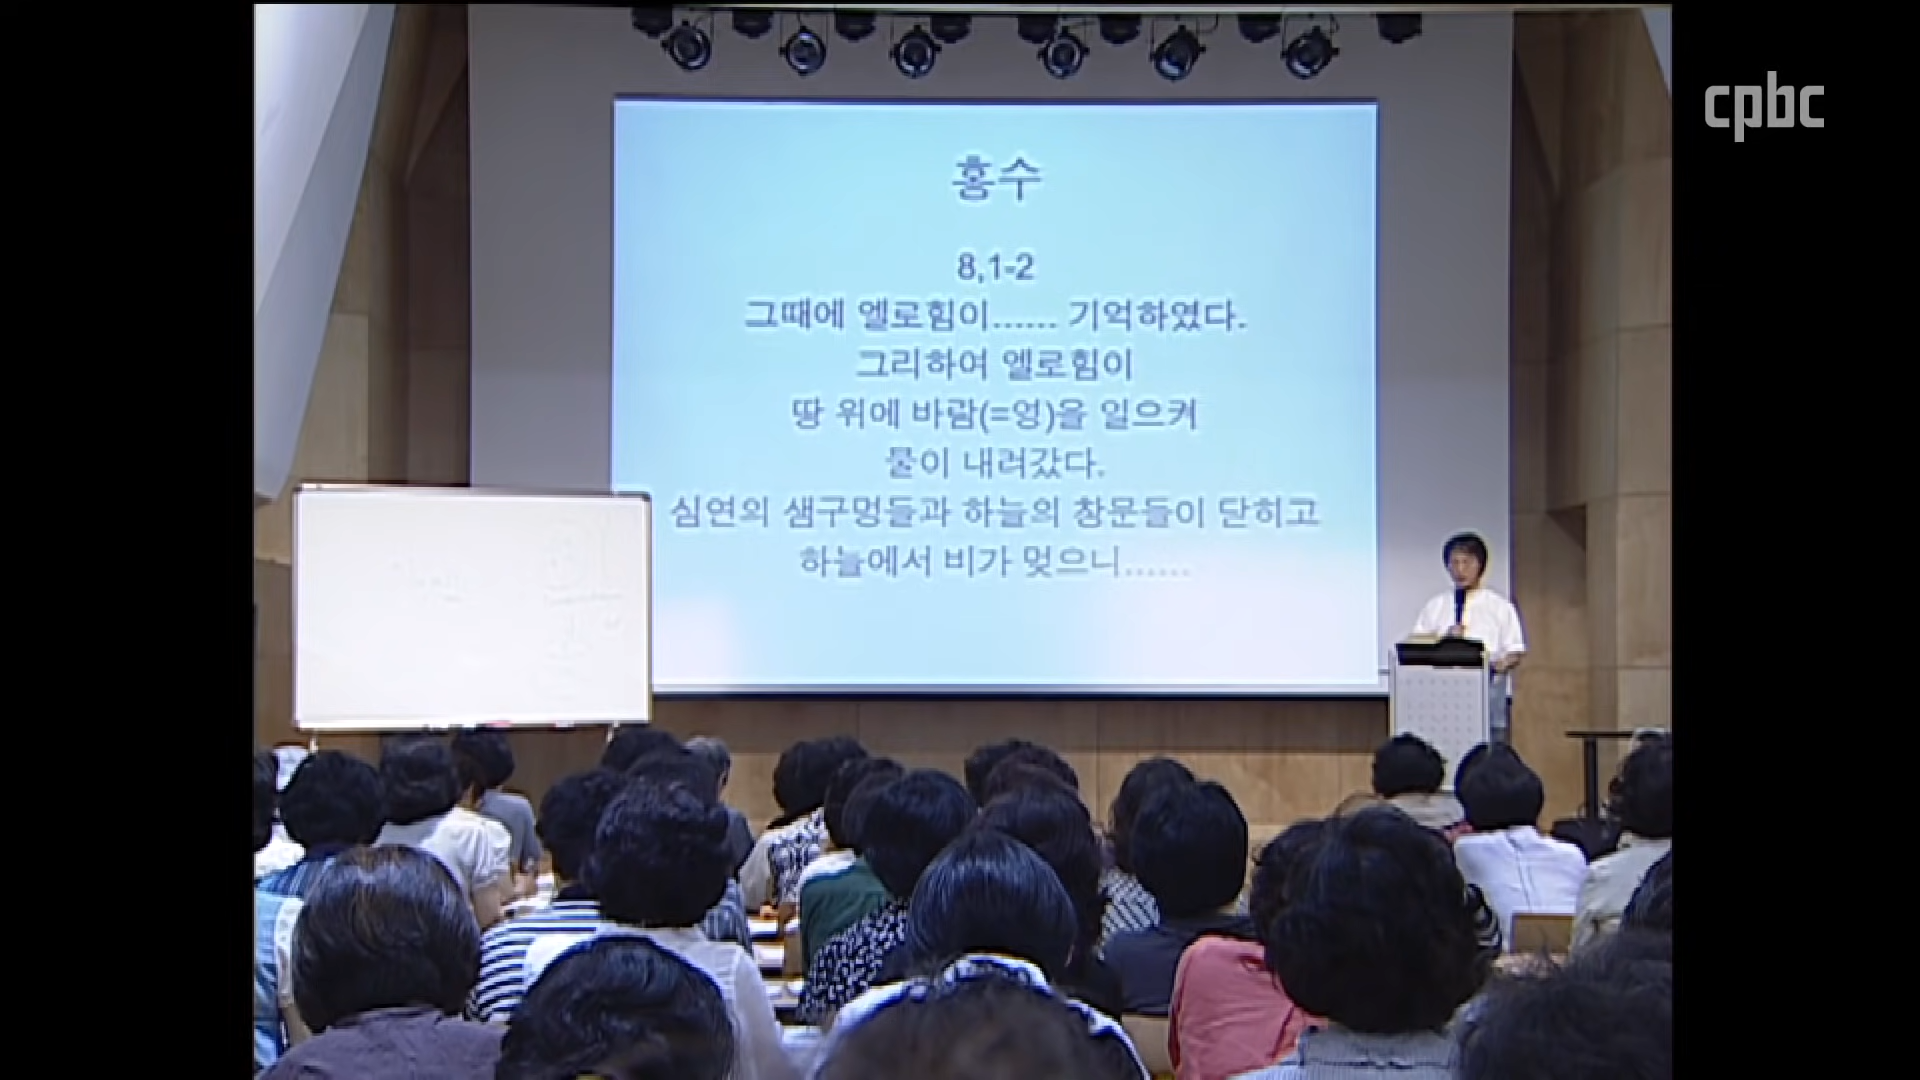 cpbc
홍수
8,1-2
그때에 엘로힘이...... 기억하였다.
그리하여 엘로힘이
땅 위에 바람(=영)을 일으켜
물이 내려갔다.
심연의 샘구멍들과 하늘의 창문들이 닫히고
하늘에서 비가 멎으니......